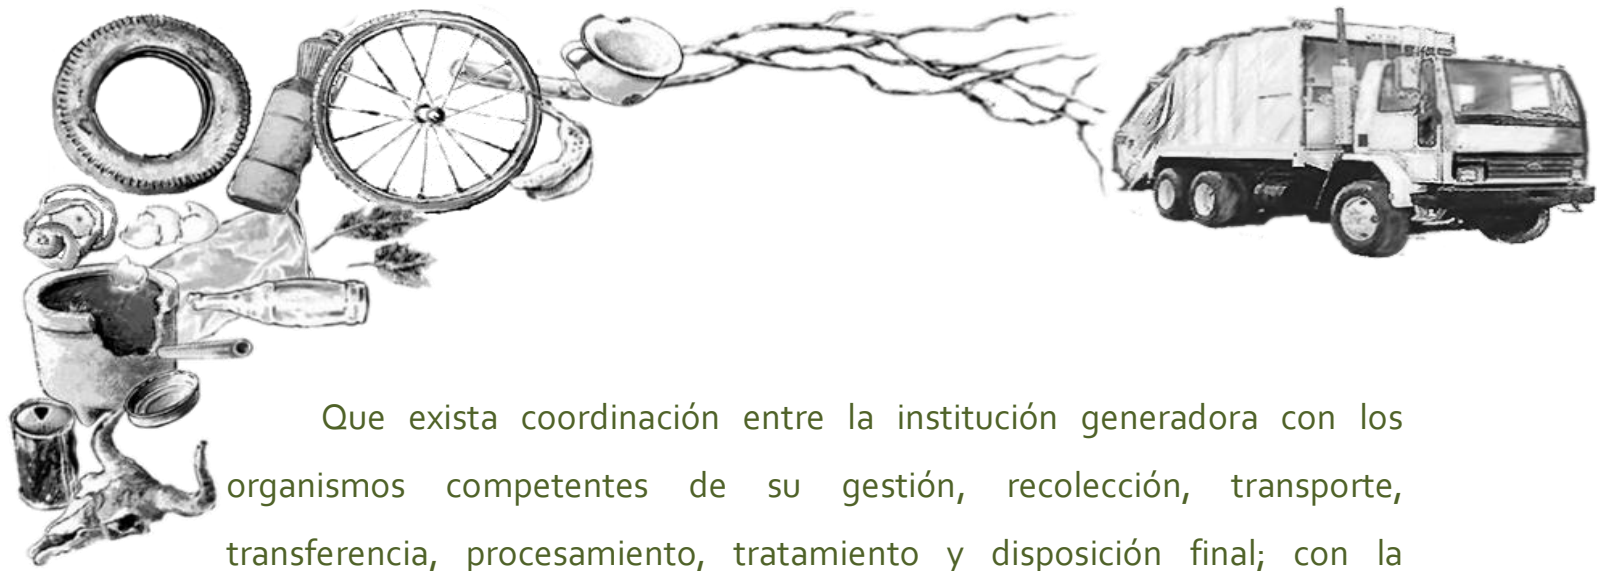 Que exista coordinación entre la institución generadora con los
organismos competentes de su gestión, recolección, transporte,
transferencia, procesamiento, tratamiento y disposición final; con la